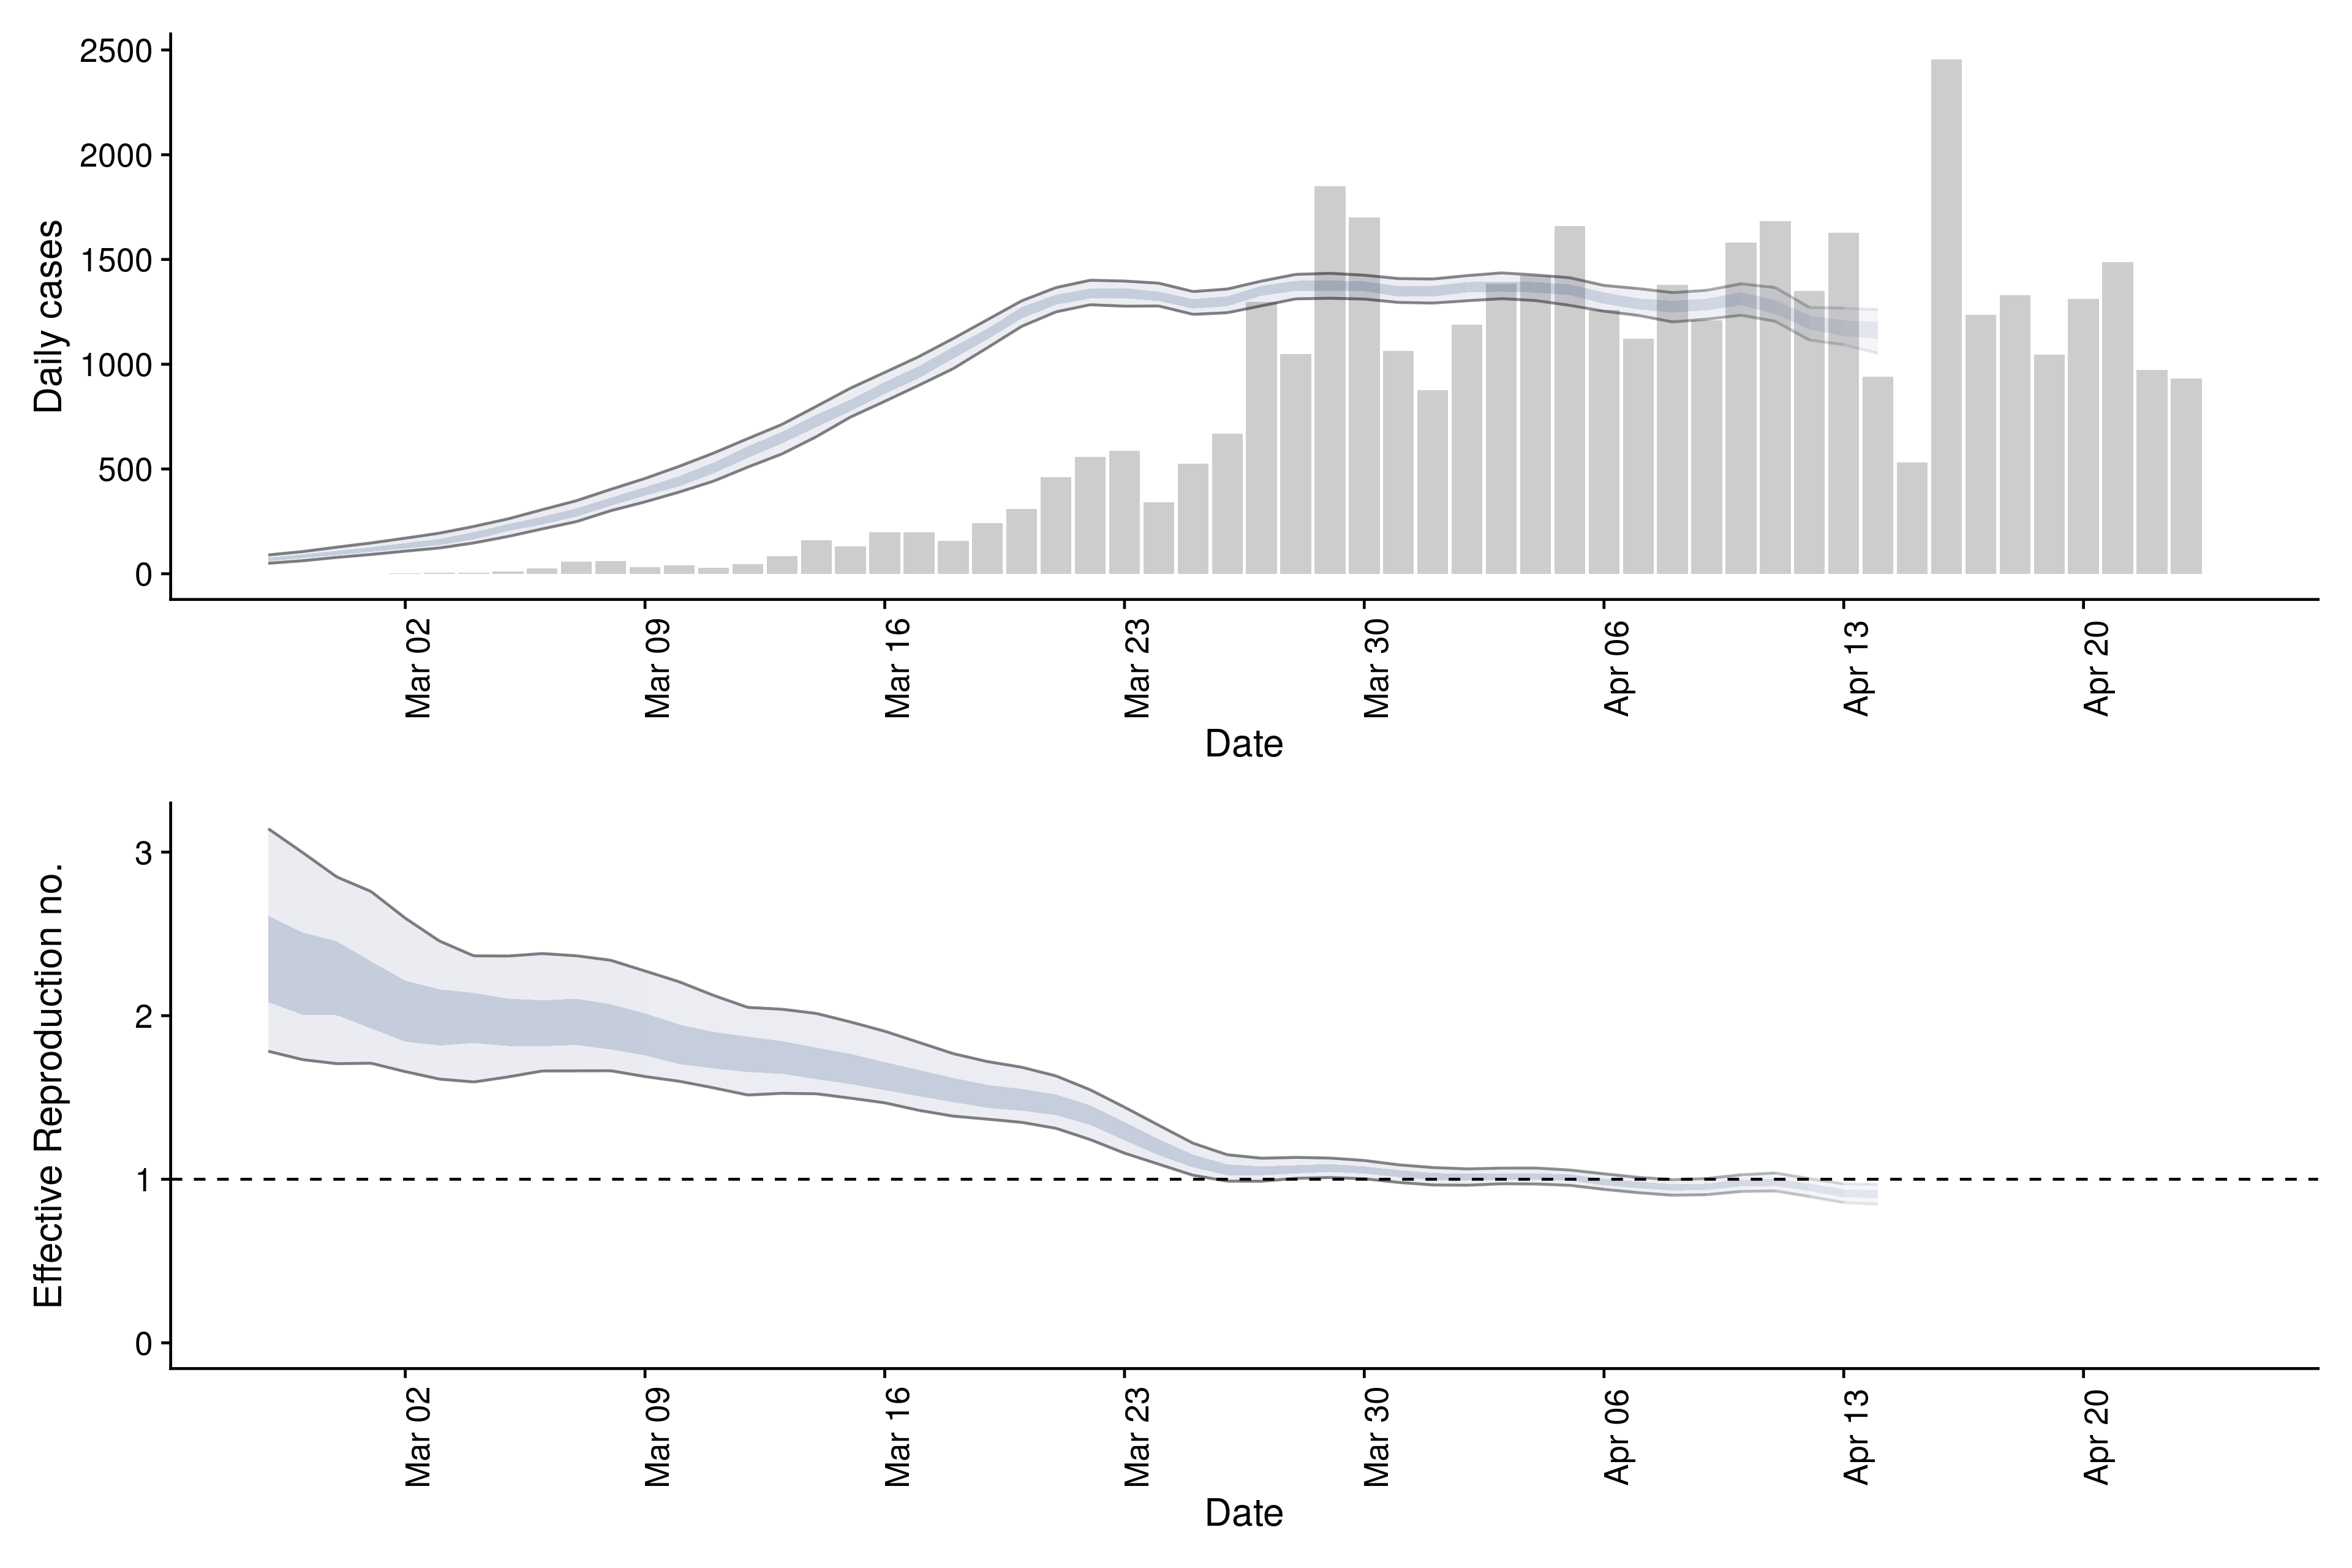 Daily cases
2500
2000
1500
1000
500
0
Mar 02
Mar 09
Mar 16
Mar 23
Mar 30
Apr 06
Apr 13
Apr 20
Date
Effective Reproduction no.
3
2
1
0
Mar 02
Mar 09
Mar 16
Mar 23
Mar 30
Apr 06
Apr 13
Apr 20
Date